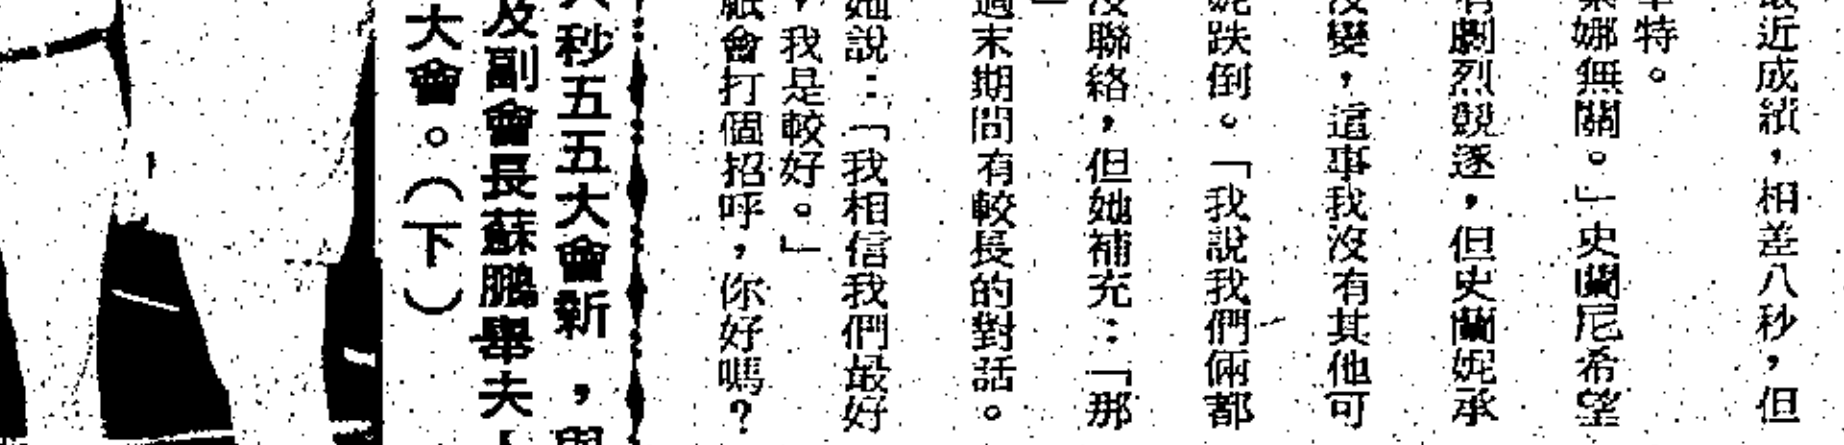 最近成績，相差八秒，但
韋特。
娜無關。」史蘭尼希望
有劇烈競逐，但史蘭妮承
沒變，這事我沒有其他可
妮跌倒。「我說我們倆都
沒聯絡，但她補充：「那
」
週末期間有較長的對話。
她說：「我相信我們最好
，我是較好。」
祇會打個招呼，你好嗎？
秒五五大會新，與
及副會長蘇鵬舉夫人
大會。（下）